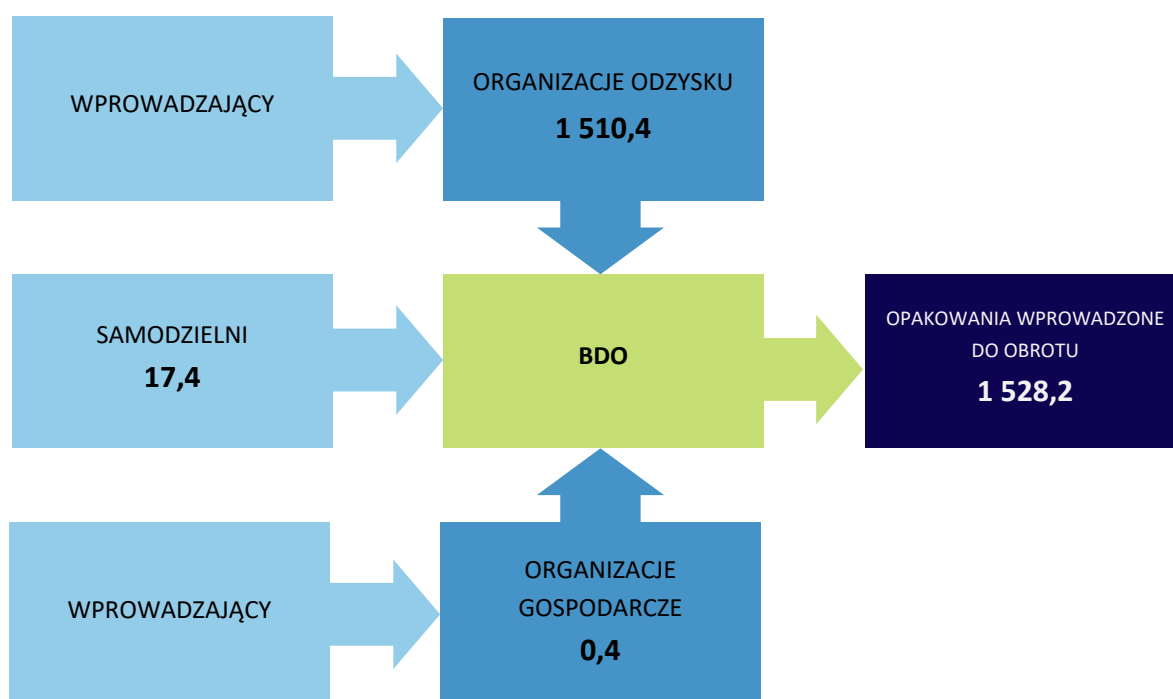 WPROWADZAJĄCY
ORGANIZACJE ODZYSKU
1 510,4
SAMODZIELNI
17,4
BDO
OPAKOWANIA WPROWADZONE
DO OBROTU
1 528,2
WPROWADZAJĄCY
ORGANIZACJE
GOSPODARCZE
0,4